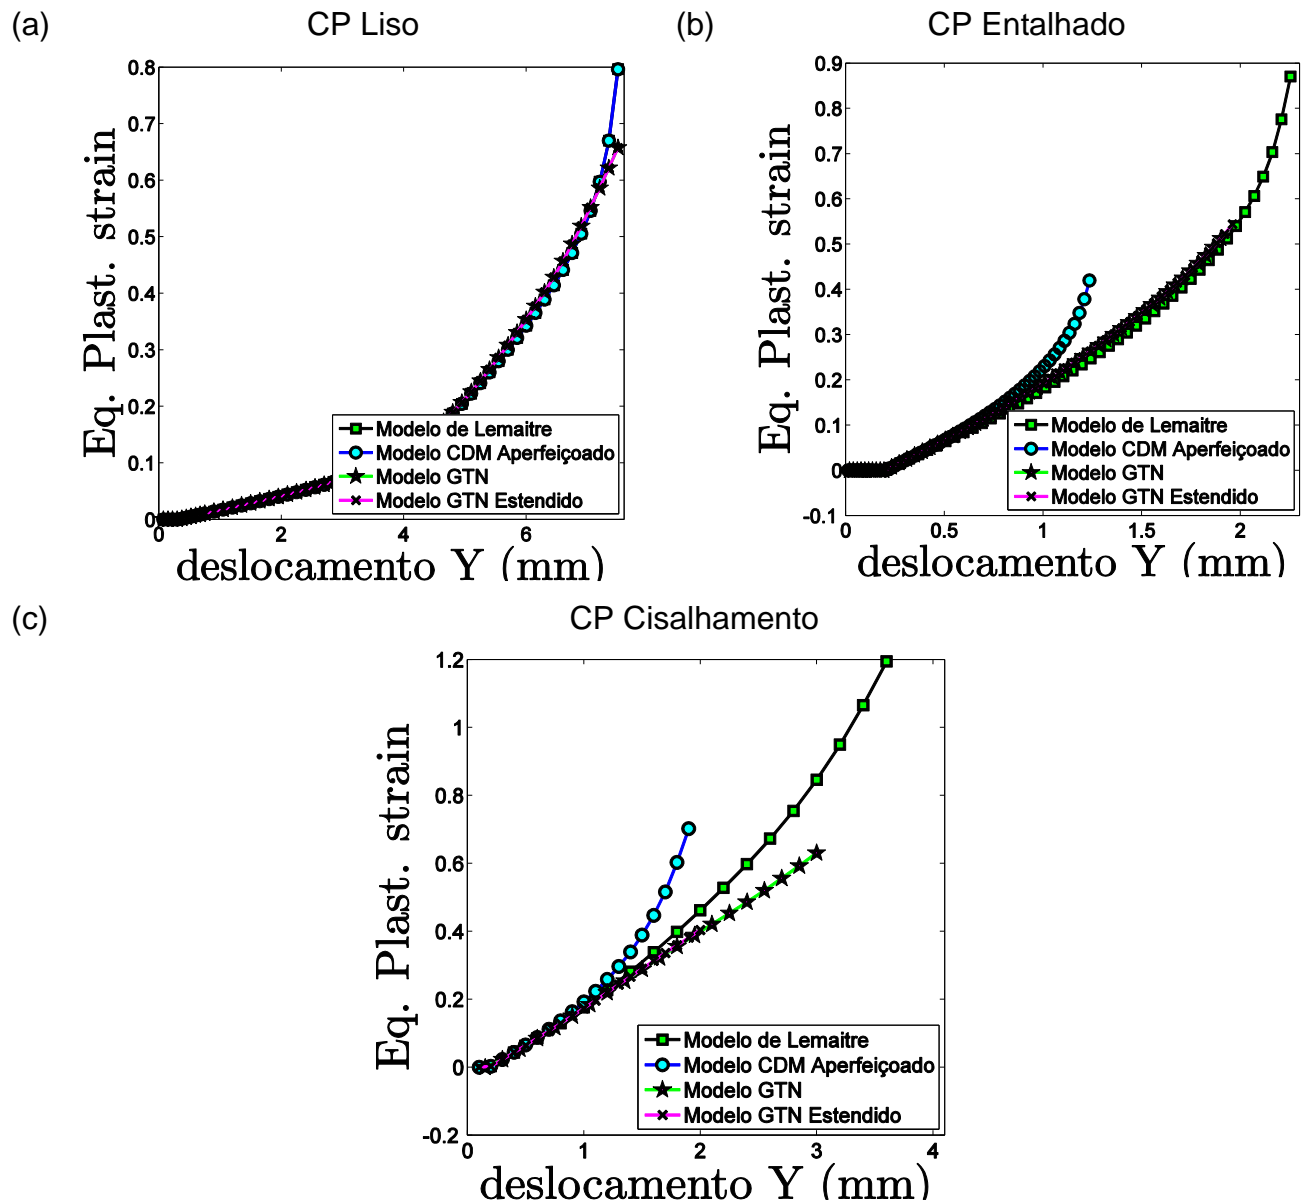 (a)
CP Liso
0.8
0.7
0.6
0.5
0.4
0.3
0.2
0.1
0
Eq. Plast. strain
Modelo de Lemaitre
Modelo CDM Aperfeiçoado
Modelo GTN
Modelo GTN Estendido
0
2
4
6
deslocamento Y (mm)
(b)
CP Entalhado
0.9
0.8
0.7
0.6
0.5
0.4
0.3
0.2
0.1
0
-0.1
Eq. Plast. strain
Modelo de Lemaitre
Modelo CDM Aperfeiçoado
Modelo GTN
Modelo GTN Estendido
0
0.5
1
1.5
2
deslocamento Y (mm)
(c)
CP Cisalhamento
1.2
1
0.8
0.6
0.4
0.2
0
-0.2
Eq. Plast. strain
Modelo de Lemaitre
Modelo CDM Aperfeiçoado
Modelo GTN
Modelo GTN Estendido
0
1
2
3
4
deslocamento Y (mm)